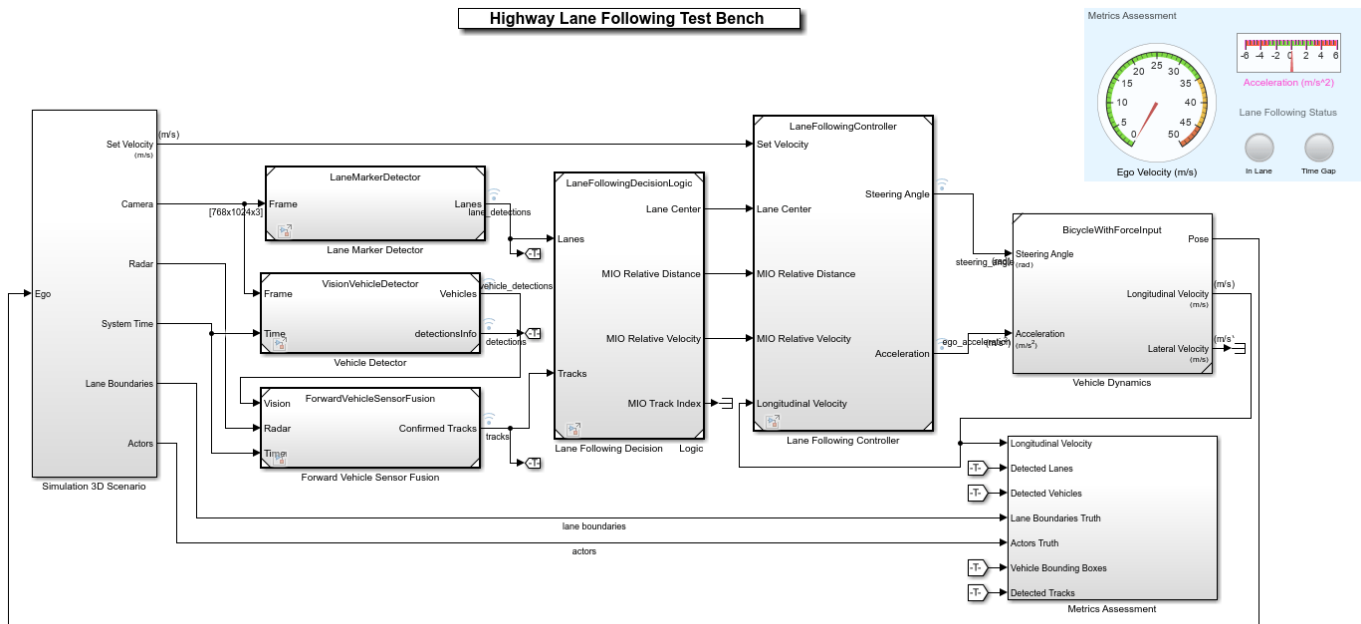 Highway Lane Following Test Bench
Metrics Assessment
0 5 10 15 20 25 30 35 40 45 50
Ego Velocity (m/s)
-6 -4 -2 0 2 4 6
Acceleration (m/s^2)
Lane Following Status
In Lane
Time Gap
Ego
Set Velocity
(m/s)
Camera
Radar
System Time
Lane Boundaries
Actors
Simulation 3D Scenario
(m/s)
[768x1024x3]
LaneMarkerDetector
Frame
Lanes
Lane Marker Detector
lane_detections
-T-
VisionVehicleDetector
Frame
Time
Vehicles
detectionsInfo
Vehicle Detector
vehicle_detections
detections
-T-
ForwardVehicleSensorFusion
Vision
Radar
Time
Confirmed Tracks
Forward Vehicle Sensor Fusion
tracks
-T-
LaneFollowingDecisionLogic
Lanes
Tracks
Lane Center
MIO Relative Distance
MIO Relative Velocity
MIO Track Index
Lane Following Decision Logic
LaneFollowingController
Set Velocity
Lane Center
MIO Relative Distance
MIO Relative Velocity
Longitudinal Velocity
Steering Angle
Acceleration
Lane Following Controller
steering_angle
(rad)
ego_acceleration
(m/s²)
BicycleWithForceInput
Steering Angle
(rad)
Acceleration
(m/s²)
Pose
Longitudinal Velocity
(m/s)
Lateral Velocity
(m/s)
Vehicle Dynamics
(m/s)
(m/s)
lane boundaries
actors
Longitudinal Velocity
-T-
Detected Lanes
-T-
Detected Vehicles
Lane Boundaries Truth
Actors Truth
-T-
Vehicle Bounding Boxes
-T-
Detected Tracks
Metrics Assessment